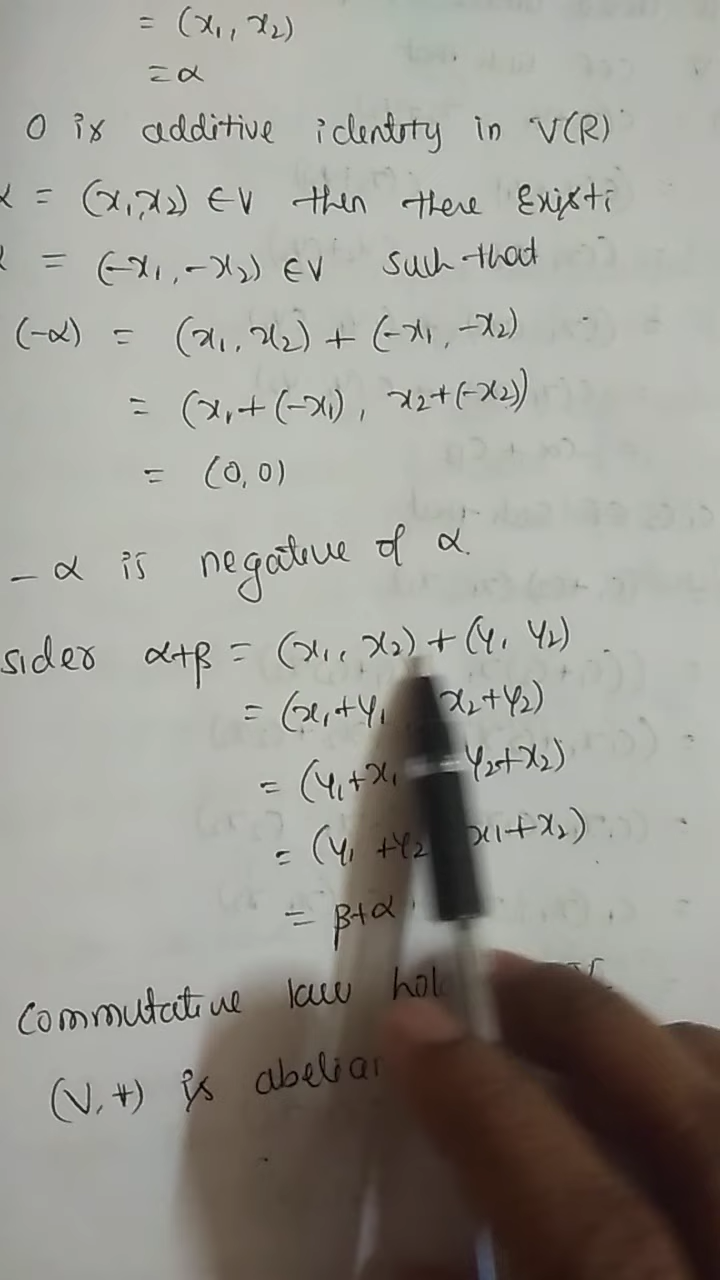 = (x₁, x₂)
= α
0 is additive identity in V(R)
= (x₁, x₂) ∈ V then there Exists
= (-x₁, -x₂) ∈ V such that
(-α) = (x₁, x₂) + (-x₁, -x₂)
= (x₁ + (-x₁), x₂ + (-x₂))
= (0, 0)
- α is negative of α.
sider α+β = (x₁, x₂) + (y₁ y₂)
= (x₁+y₁ x₂+y₂)
= (y₁+x₁ y₂+x₂)
= (y₁ +y₂ x₁+x₂)
= β+α
Commutative law hol
(V, +) is abelian